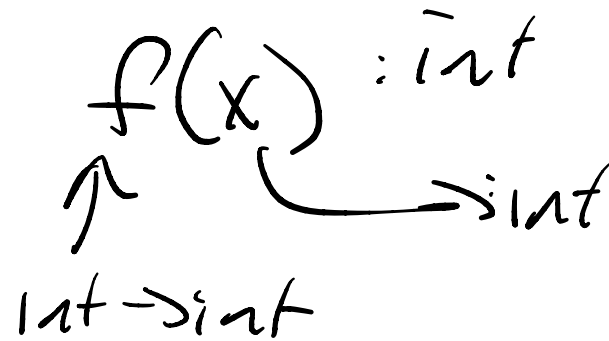 f(x) : int
int
int → int